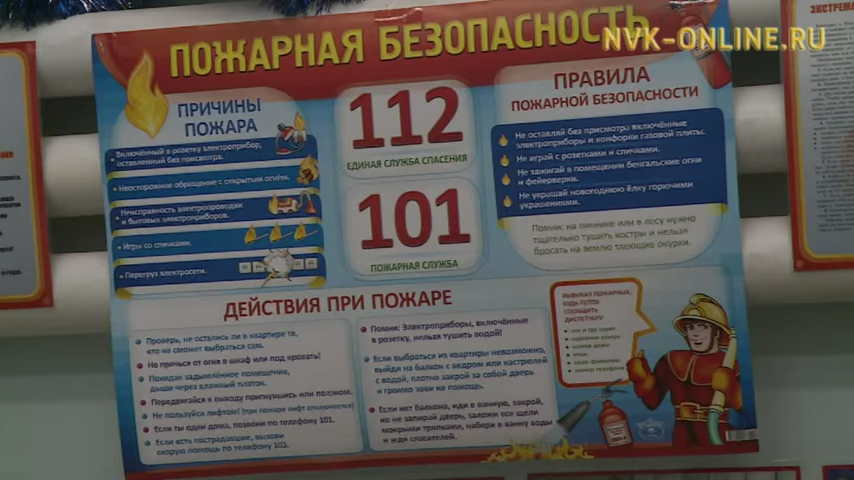 NVK-ONLINE.RU
ПОЖАРНАЯ БЕЗОПАСНОСТЬ
ПРИЧИНЫ
ПОЖАРА
Включённый в розетку электроприбор,
оставленный без присмотра.
Неосторожное обращение с открытым огнём.
Неисправность электропроводки
и бытовых электроприборов.
Игры со спичками.
Перегруз электросети.
112
ЕДИНАЯ СЛУЖБА СПАСЕНИЯ
101
ПОЖАРНАЯ СЛУЖБА
ПРАВИЛА
ПОЖАРНОЙ БЕЗОПАСНОСТИ
Не оставляй без присмотра включённые
электроприборы и конфорки газовой плиты.
Не играй с розетками и спичками.
Не зажигай в помещении бенгальские огни
и фейерверки.
Не украшай новогоднюю ёлку горючими
украшениями.
Помни: на пикнике или в лесу нужно
тщательно тушить костры и нельзя
бросать на землю тлеющие окурки.
ДЕЙСТВИЯ ПРИ ПОЖАРЕ
Проверь, не остались ли в квартире те,
кто не сможет выбраться сам.
Не прячься от огня в шкаф или под кровать!
Покидая задымлённое помещение,
дыши через влажный платок.
Передвигайся к выходу пригнувшись или ползком.
Не пользуйся лифтом! (при пожаре лифт отключается)
Если ты один дома, позвони по телефону 101.
Если есть пострадавшие, вызови
скорую помощь по телефону 103.
Помни: Электроприборы, включённые
в розетку, нельзя тушить водой!
Если выбраться из квартиры невозможно,
выйди на балкон с ведром или кастрюлей
с водой, плотно закрой за собой дверь
и громко зови на помощь.
Если нет балкона, иди в ванную, закрой,
но не запирай дверь, заложи все щели
мокрыми тряпками, набери в ванну воды
и жди спасателей.
ВЫЗЫВАЯ ПОЖАРНЫХ,
БУДЬ ГОТОВ
СООБЩИТЬ
ДИСПЕТЧЕРУ
ЭКСТРЕМА